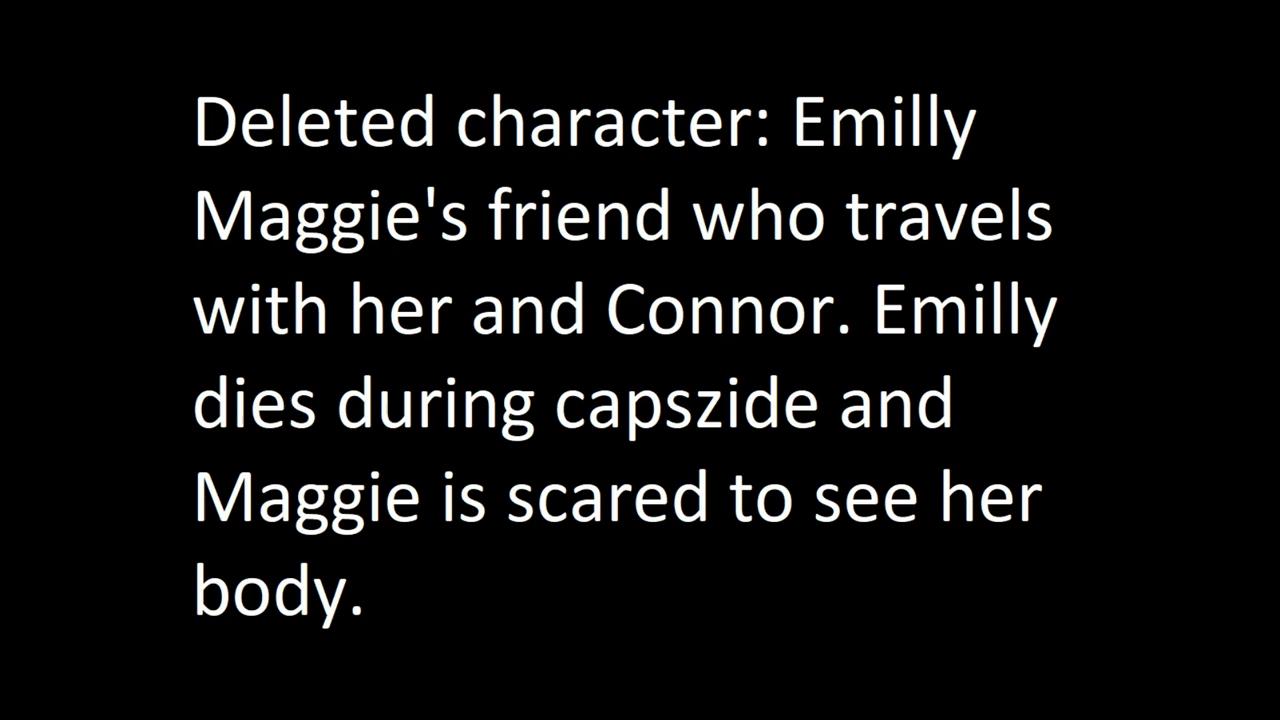 Deleted character: Emilly
Maggie's friend who travels
with her and Connor. Emilly
dies during capszide and
Maggie is scared to see her
body.